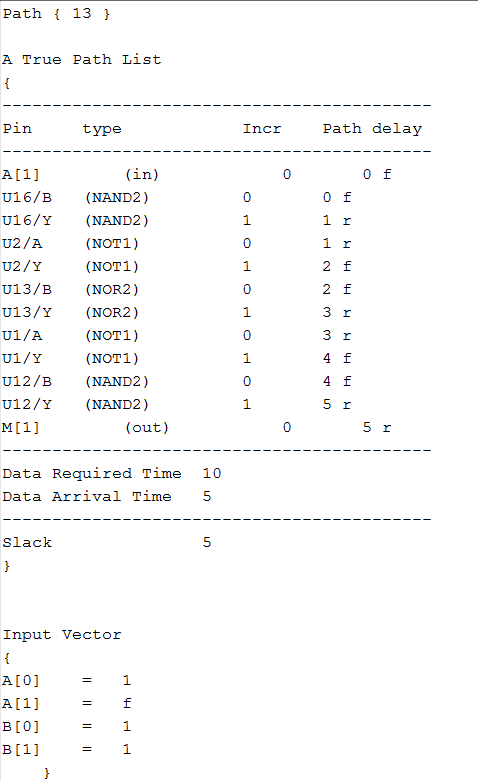 Path { 13 }
A True Path List
{
-------------------------------------------
Pin     type            Incr    Path delay
-------------------------------------------
A[1]        (in)            0       0 f
U16/B   (NAND2)         0       0 f
U16/Y   (NAND2)         1       1 r
U2/A    (NOT1)          0       1 r
U2/Y    (NOT1)          1       2 f
U13/B   (NOR2)          0       2 f
U13/Y   (NOR2)          1       3 r
U1/A    (NOT1)          0       3 r
U1/Y    (NOT1)          1       4 f
U12/B   (NAND2)         0       4 f
U12/Y   (NAND2)         1       5 r
M[1]        (out)           0       5 r
-------------------------------------------
Data Required Time  10
Data Arrival Time   5
-------------------------------------------
Slack               5
}
Input Vector
{
A[0]    =   1
A[1]    =   f
B[0]    =   1
B[1]    =   1
    }